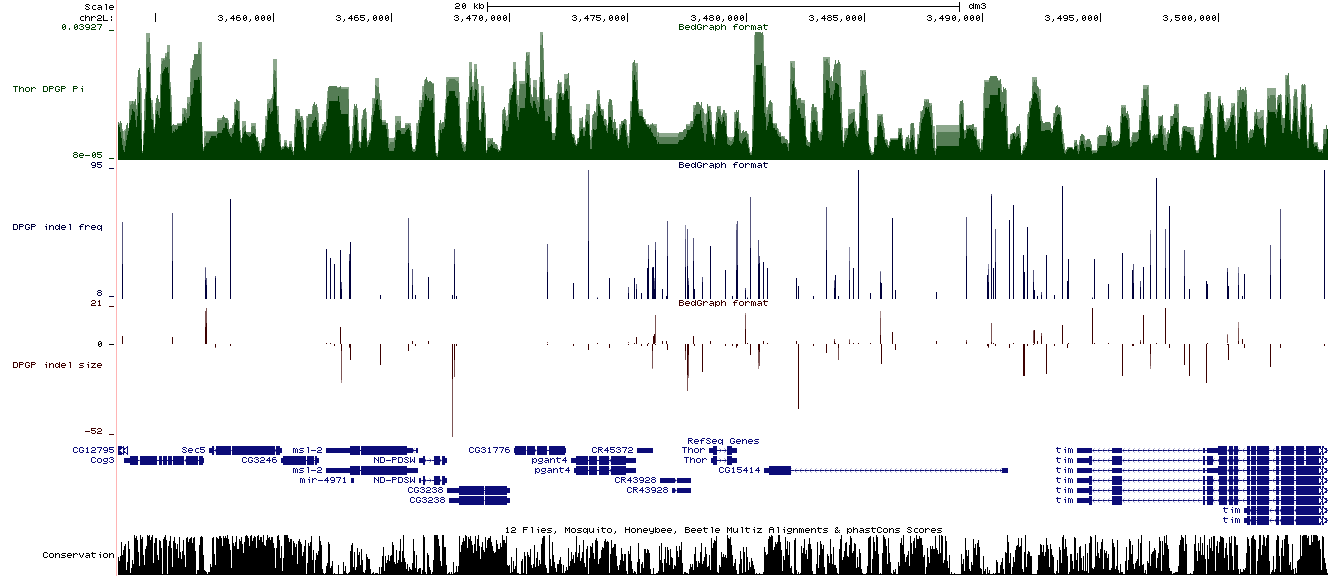 Scale 20 kb dm3
chr2L: 3,460,000 3,465,000 3,470,000 3,475,000 3,480,000 3,485,000 3,490,000 3,495,000 3,500,000
0.03927 _ BedGraph format
Thor DPGP Pi
8e-05 _
95 _ BedGraph format
DPGP indel freq
8 _
21 _ BedGraph format
0 _
DPGP indel size
-52 _
RefSeq Genes
CG12795 Sec5 msl-2 CG31776 CR45372 Thor tim
Cog3 CG3246 ND-PDSW pgant4 Thor tim
msl-2 pgant4 CG15414 tim
mir-4971 ND-PDSW CR43928 tim
CG3238 CR43928 tim
CG3238 tim
tim
tim
12 Flies, Mosquito, Honeybee, Beetle Multiz Alignments & phastCons Scores
Conservation